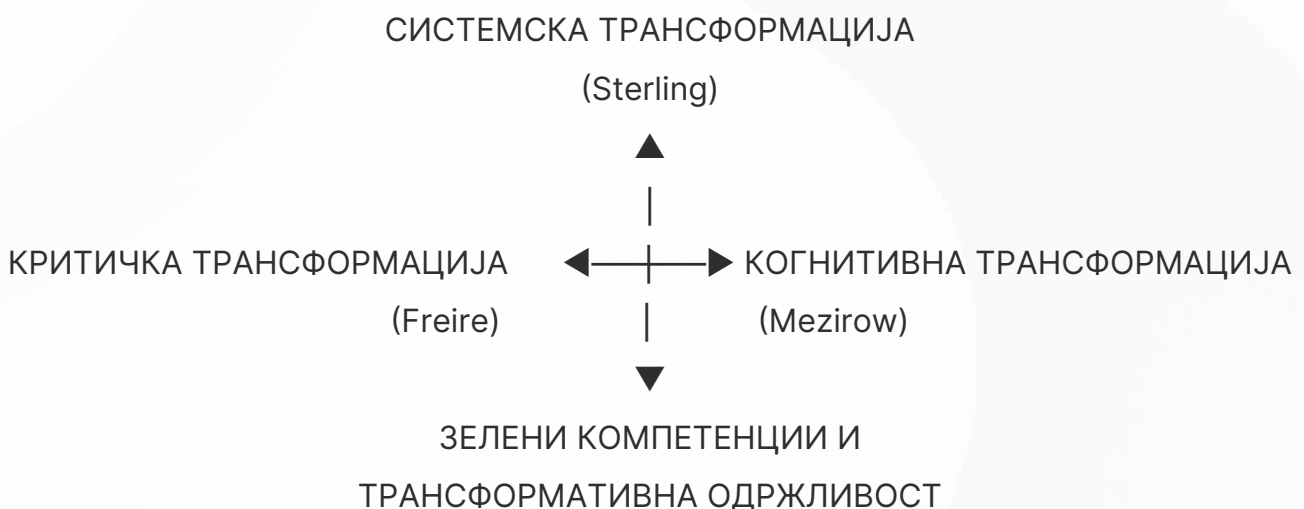 СИСТЕМСКА ТРАНСФОРМАЦИЈА
(Sterling)
КРИТИЧКА ТРАНСФОРМАЦИЈА КОГНИТИВНА ТРАНСФОРМАЦИЈА
(Freire) (Mezirow)
ЗЕЛЕНИ КОМПЕТЕНЦИИ И
ТРАНСФОРМАТИВНА ОДРЖЛИВОСТ